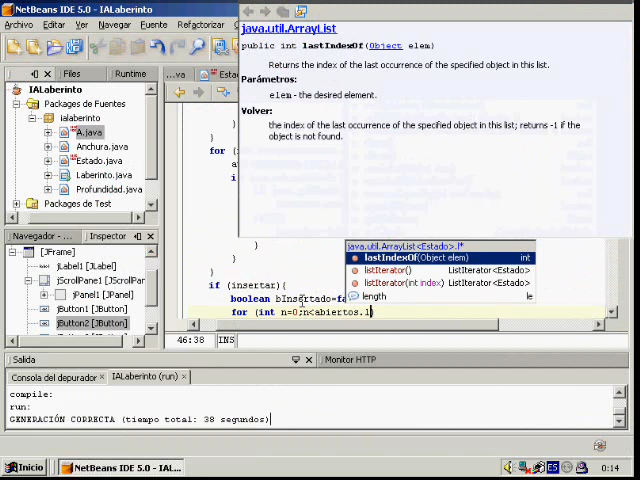 NetBeans IDE 5.0 - IALaberinto
Archivo Editar Ver Navegar Fuente Refactorizar
java.util.ArrayList
public int lastIndexOf(Object elem)
Returns the index of the last occurrence of the specified object in this list.
Parámetros:
elem - the desired element.
Volver:
the index of the last occurrence of the specified object in this list; returns -1 if the
object is not found.
Files Runtime
IALaberinto
Packages de Fuentes
ialaberinto
A.java
Anchura.java
Estado.java
Laberinto.java
Profundidad.java
Packages de Test
...va Esta
}
}
for (
}
}
}
if (insertar){
boolean bInsertado=fa
for (int n=0;n<abiertos.l
java.util.ArrayList<Estado>.l*
lastIndexOf(Object elem) int
listIterator() ListIterator <Estado>
listIterator(int index) ListIterator <Estado>
length le
Navegador - ... Inspector
[JFrame]
jLabel1 [JLabel]
jScrollPane1 [JScrollPan
jPanel1 [JPanel]
jButton1 [JButton]
jButton2 [JButton]
46:38 INS
Salida Monitor HTTP
Consola del depurador IALaberinto (run)
compile:
run:
GENERACIÓN CORRECTA (tiempo total: 38 segundos)
Inicio NetBeans IDE 5.0 - IAL... ES 0:14